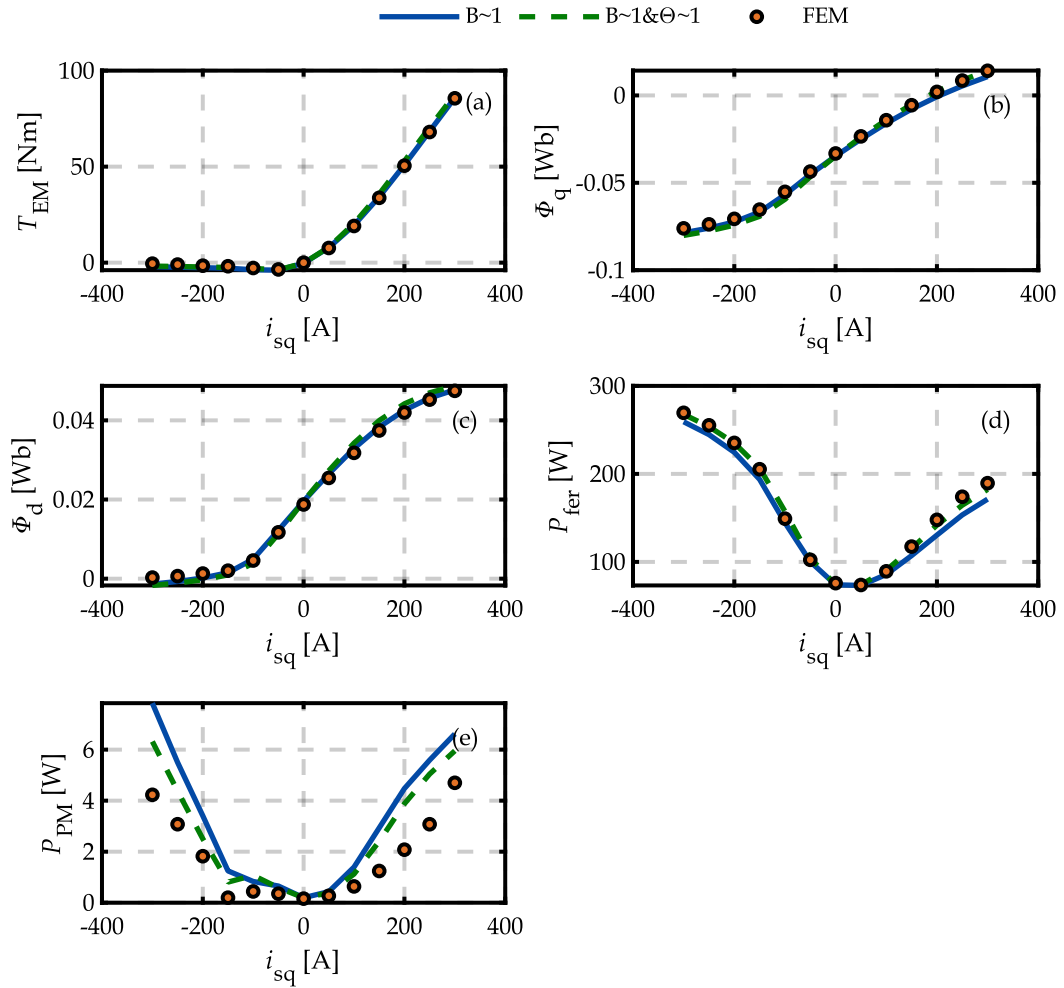 B~1 B~1&Θ~1 FEM
100
50
0
-400 -200 0 200 400
T_EM [Nm]
i_sq [A]
(a)
0
-0.05
-0.1
-400 -200 0 200 400
Φ_q [Wb]
i_sq [A]
(b)
0.04
0.02
0
-400 -200 0 200 400
Φ_d [Wb]
i_sq [A]
(c)
300
200
100
-400 -200 0 200 400
P_fer [W]
i_sq [A]
(d)
6
4
2
0
-400 -200 0 200 400
P_PM [W]
i_sq [A]
(e)